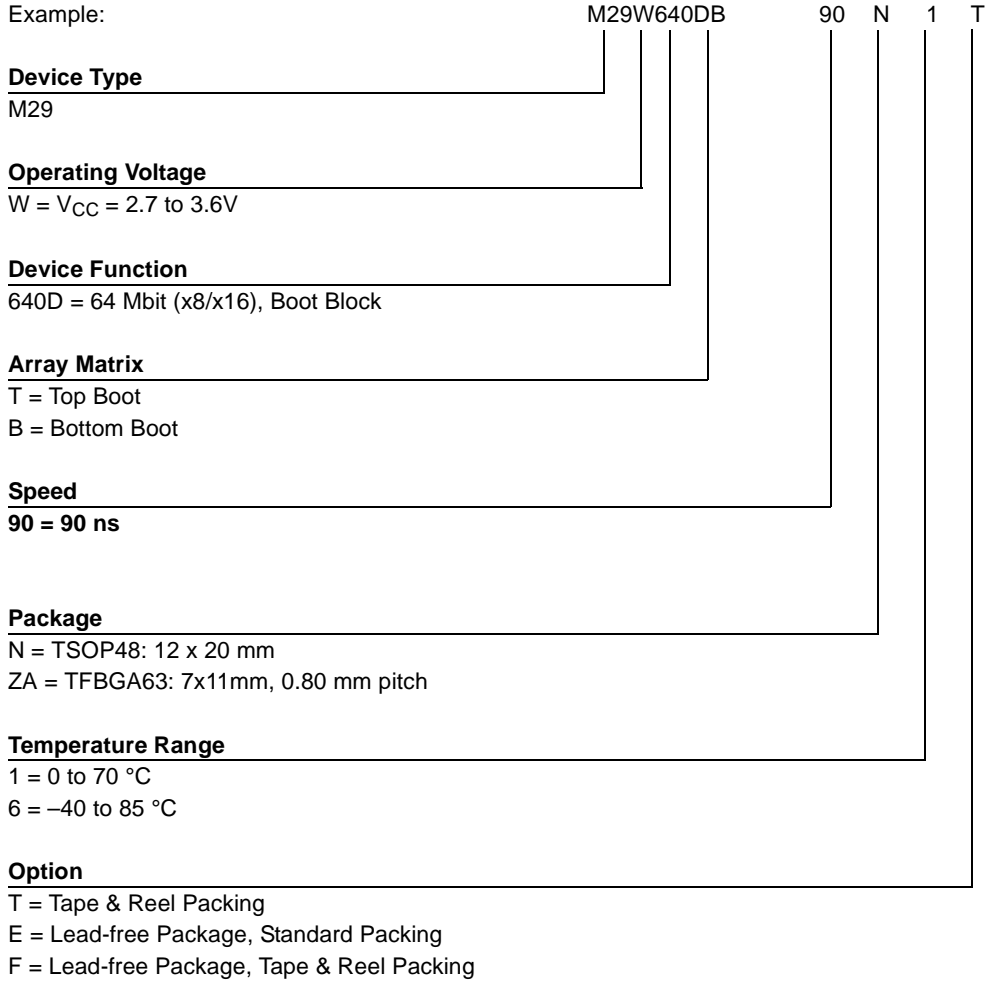 Example: M29W640DB 90 N 1 T
Device Type
M29
Operating Voltage
W = VCC = 2.7 to 3.6V
Device Function
640D = 64 Mbit (x8/x16), Boot Block
Array Matrix
T = Top Boot
B = Bottom Boot
Speed
90 = 90 ns
Package
N = TSOP48: 12 x 20 mm
ZA = TFBGA63: 7x11mm, 0.80 mm pitch
Temperature Range
1 = 0 to 70 °C
6 = –40 to 85 °C
Option
T = Tape & Reel Packing
E = Lead-free Package, Standard Packing
F = Lead-free Package, Tape & Reel Packing